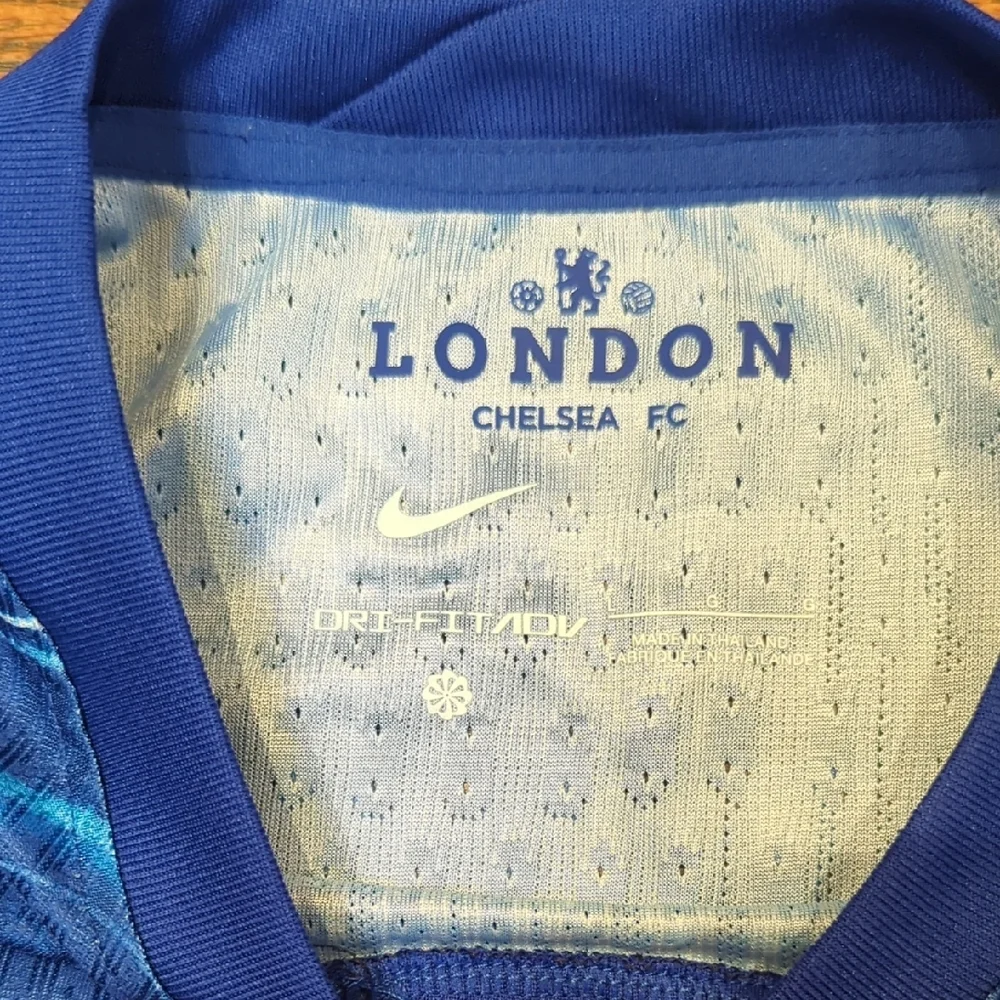 LONDON
CHELSEA FC
DRI-FIT ADV
L G G
MADE IN THAILAND
FABRIQUÉ EN THAÏLANDE